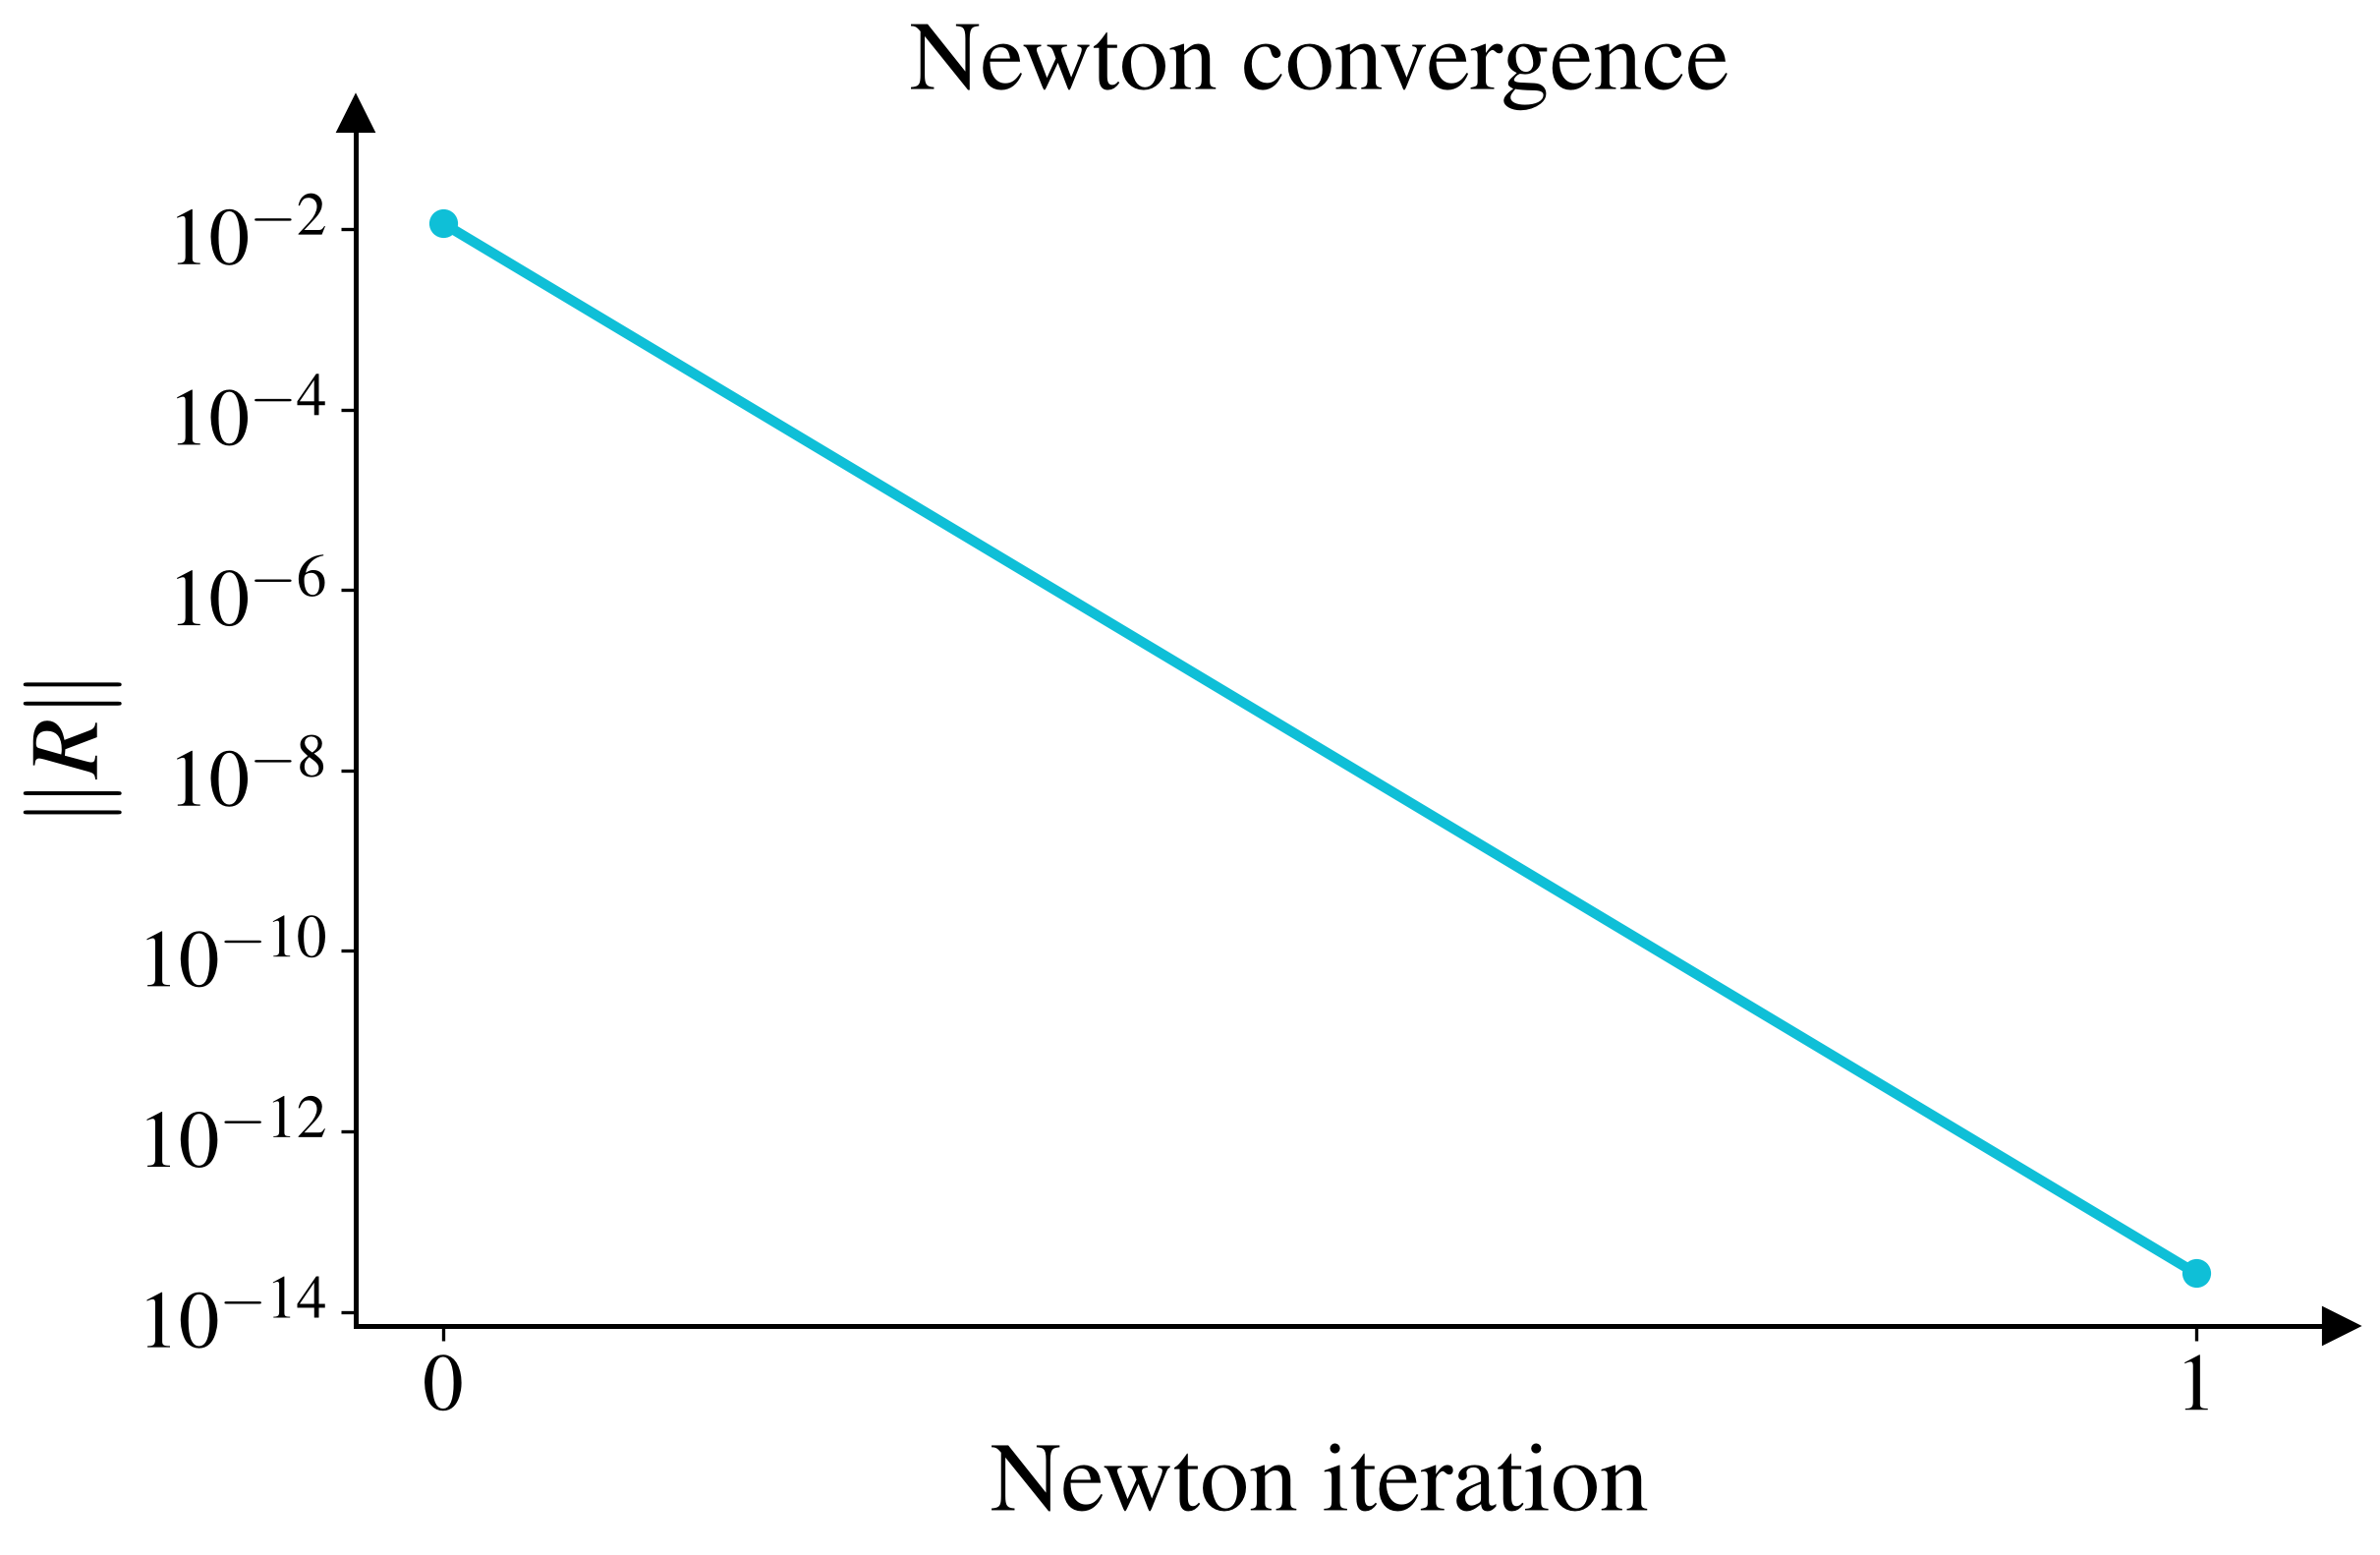 Newton convergence
10⁻²
10⁻⁴
10⁻⁶
10⁻⁸
10⁻¹⁰
10⁻¹²
10⁻¹⁴
‖R‖
0 1
Newton iteration